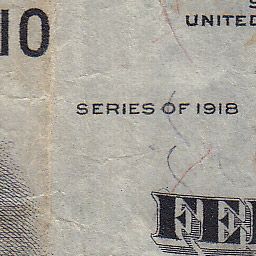 UNITED
10
SERIES OF 1918
FE